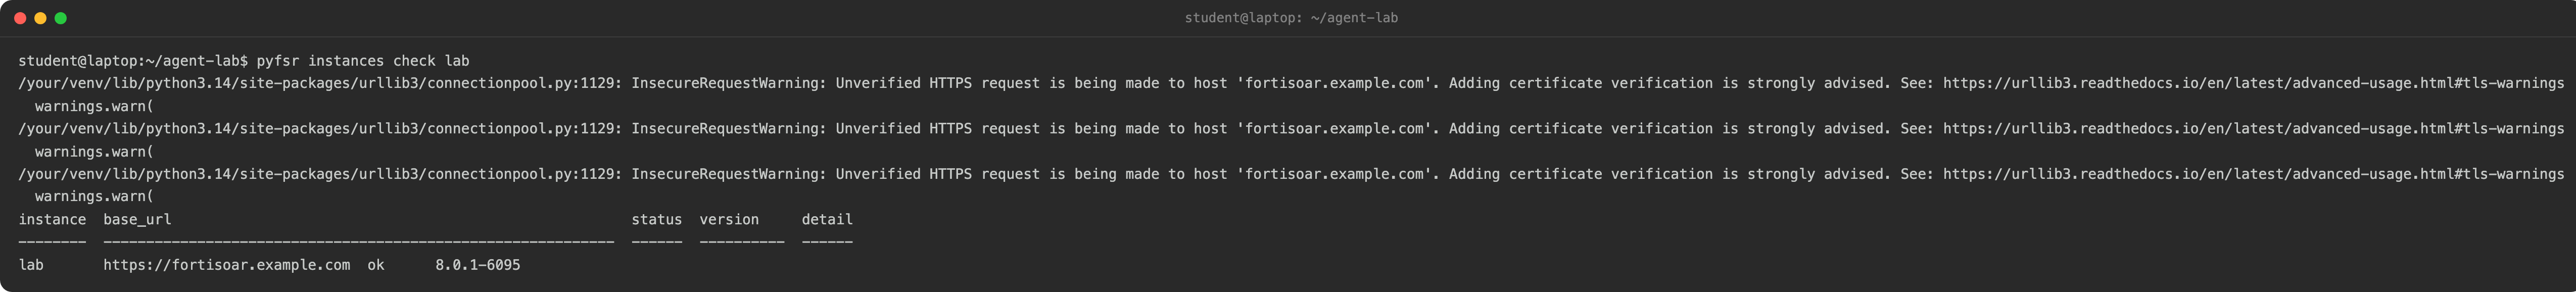 student@laptop: ~/agent-lab
student@laptop:~/agent-lab$ pyfsr instances check lab
/your/venv/lib/python3.14/site-packages/urllib3/connectionpool.py:1129: InsecureRequestWarning: Unverified HTTPS request is being made to host 'fortisoar.example.com'. Adding certificate verification is strongly advised. See: https://urllib3.readthedocs.io/en/latest/advanced-usage.html#tls-warnings
  warnings.warn(
/your/venv/lib/python3.14/site-packages/urllib3/connectionpool.py:1129: InsecureRequestWarning: Unverified HTTPS request is being made to host 'fortisoar.example.com'. Adding certificate verification is strongly advised. See: https://urllib3.readthedocs.io/en/latest/advanced-usage.html#tls-warnings
  warnings.warn(
/your/venv/lib/python3.14/site-packages/urllib3/connectionpool.py:1129: InsecureRequestWarning: Unverified HTTPS request is being made to host 'fortisoar.example.com'. Adding certificate verification is strongly advised. See: https://urllib3.readthedocs.io/en/latest/advanced-usage.html#tls-warnings
  warnings.warn(
instance  base_url                                                      status  version     detail
--------  ------------------------------------------------------------  ------  ----------  ------
lab       https://fortisoar.example.com  ok      8.0.1-6095